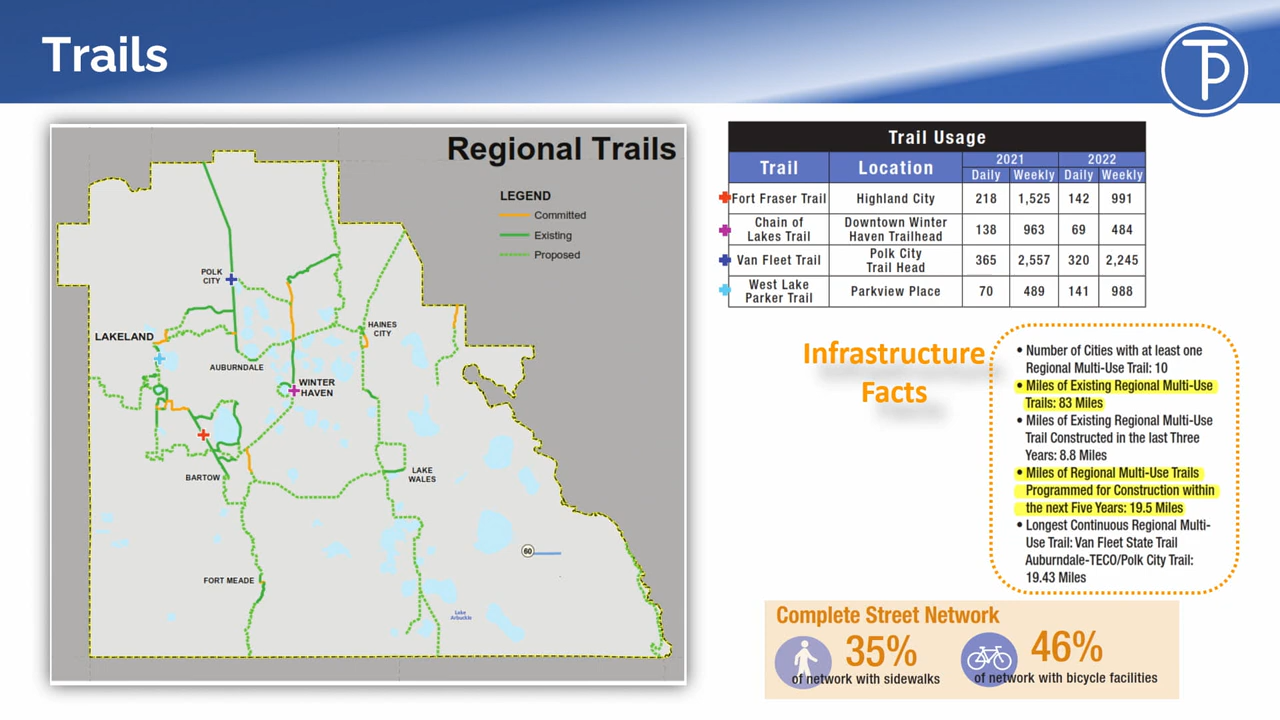 Trails
TP
Regional Trails
LEGEND
Committed
Existing
Proposed
POLK
CITY
LAKELAND
HAINES
CITY
AUBURNDALE
WINTER
HAVEN
BARTOW
LAKE
WALES
60
FORT MEADE
Lake
Arbuckle
Trail Usage
Trail Location 2021 2022
Daily Weekly Daily Weekly
Fort Fraser Trail Highland City 218 1,525 142 991
Chain of
Lakes Trail Downtown Winter
Haven Trailhead 138 963 69 484
Van Fleet Trail Polk City
Trail Head 365 2,557 320 2,245
West Lake
Parker Trail Parkview Place 70 489 141 988
Infrastructure
Facts
• Number of Cities with at least one
Regional Multi-Use Trail: 10
• Miles of Existing Regional Multi-Use
Trails: 83 Miles
• Miles of Existing Regional Multi-Use
Trail Constructed in the last Three
Years: 8.8 Miles
• Miles of Regional Multi-Use Trails
Programmed for Construction within
the next Five Years: 19.5 Miles
• Longest Continuous Regional Multi-
Use Trail: Van Fleet State Trail
Auburndale-TECO/Polk City Trail:
19.43 Miles
Complete Street Network
35%
of network with sidewalks
46%
of network with bicycle facilities